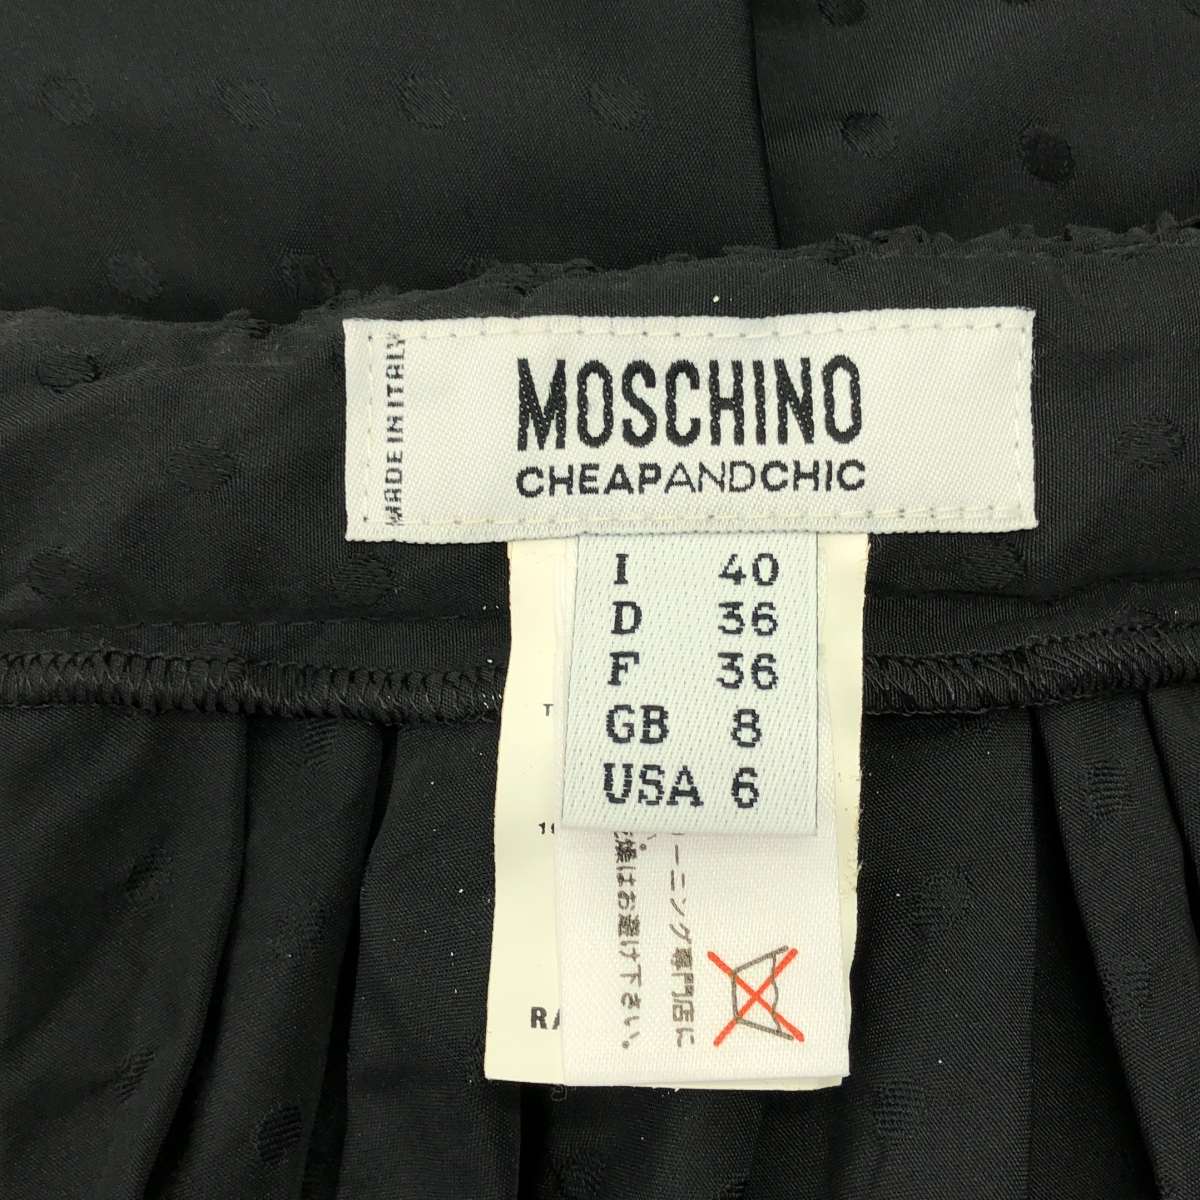 MADE IN ITALY
MOSCHINO
CHEAPANDCHIC
I 40
D 36
F 36
GB 8
USA 6
ーニング専門店に
はお避け下さい。